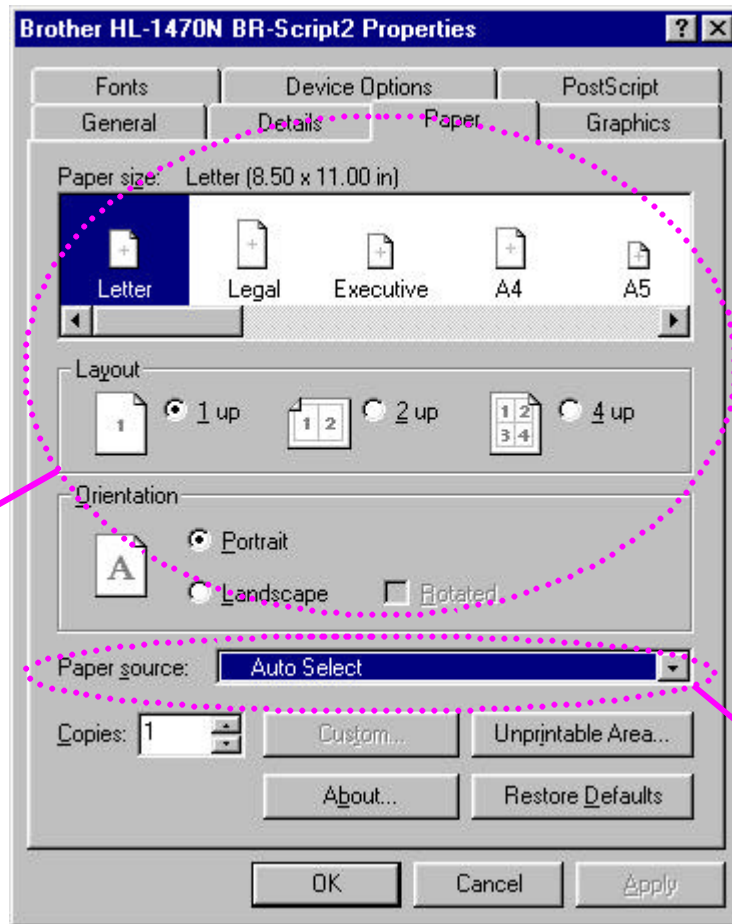 Brother HL-1470N BR-Script2 Properties
Fonts Device Options PostScript
General Details Paper Graphics
Paper size: Letter (8.50 x 11.00 in)
Letter Legal Executive A4 A5
Layout
1 1 up 1 2 2 up 1 2 3 4 4 up
Orientation
A Portrait
Landscape Rotated
Paper source: Auto Select
Copies: 1 Custom... Unprintable Area...
About... Restore Defaults
OK Cancel Apply